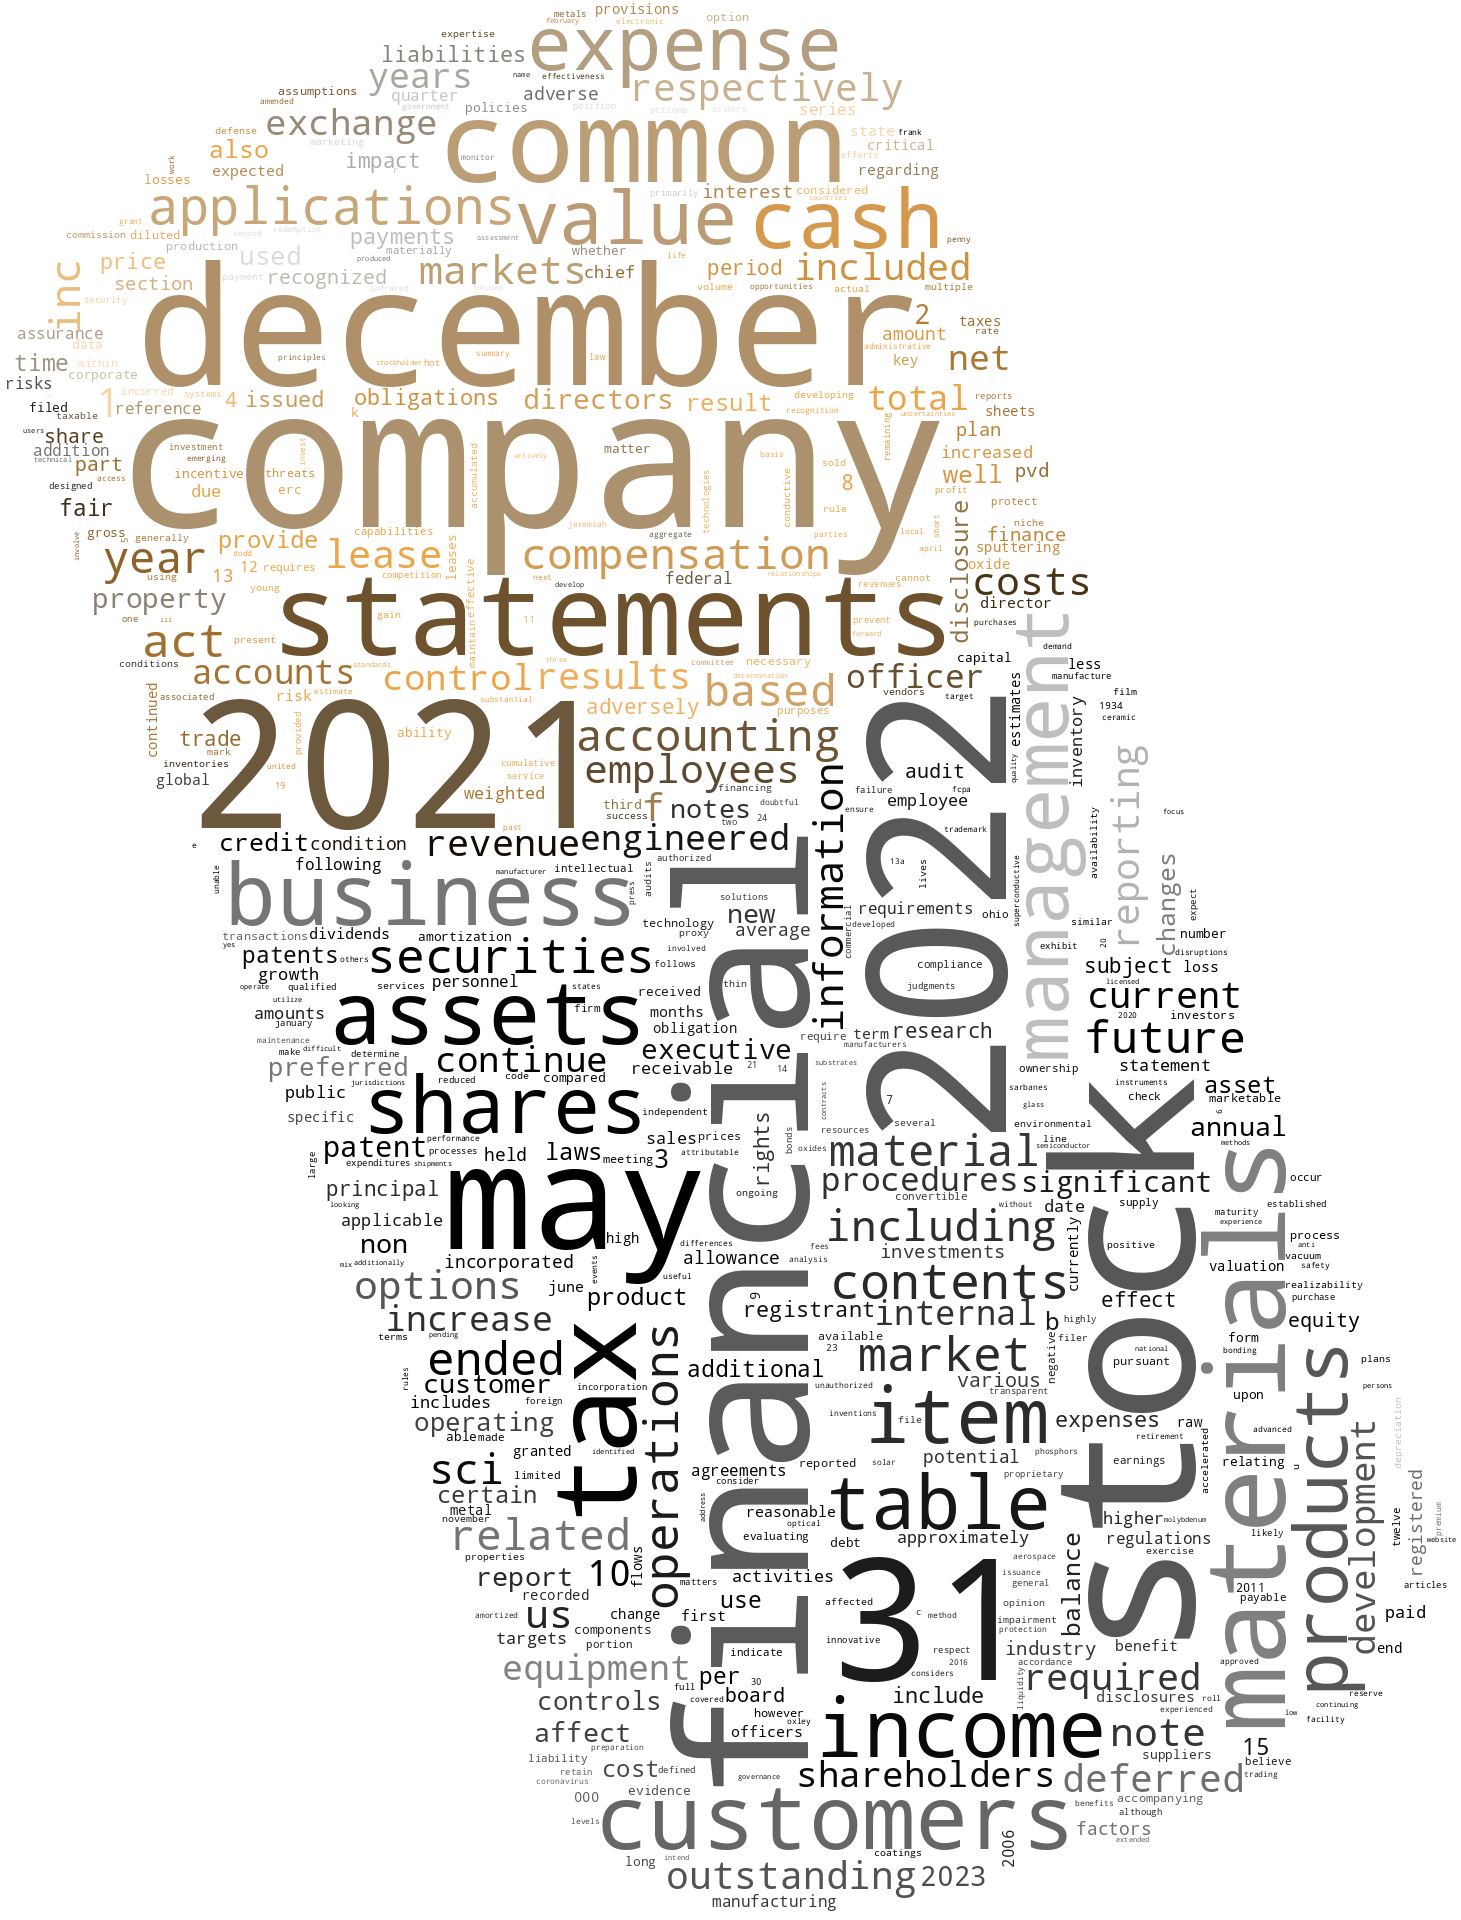 metals provisions
february electronic option
expertise expense
liabilities
years name effectiveness respectively
assumptions quarter adverse
amended government policies position actions orders series
defense exchange common state frank
also marketing critical
work expected impact monitor efforts regarding
losses r
applications value primarily interest considered cash
grant countries
commission diluted second redemption payments assessment penny
production used materially whether
inc price recognized produced markets chief life period included
section payment infrared focused volume opportunities actual multiple
security
assurance december 2 taxes
data amount rate
time within principles summary law administrative net
corporate stockholder hot key
risks incurred systems obligations directors result developing total reports
1 reference 4 issued k recognition uncertainties sheets
filed taxable
users share company plan
addition investment invest matter remaining increased
technical part emerging actively basis
access incentive threats accumulated sold well pvd
designed due erc technologies conductive 8 profit
fair jeremiah rule protect
gross 5 generally capabilities aggregate parties local short disclosure niche
involve year provide lease leases compensation april finance
dodd competition sputtering
using 12 requires next relationships cannot oxide
13 young develop federal revenues costs
property effective director
one iii gain 11 statements prevent purchases
act present maintain forward management demand
conditions accounts standards control three results committee necessary officer capital less
associated risk estimate substantial based determination vendors target manufacture
continued adversely purposes film
trade provided 2021 ability 2022 estimates 1934
mark accounting inventory ceramic
inventories united cumulative employees information audit reporting
global 19 service financing failure fcpa quality
weighted third f notes doubtful employee
success two 24 ensure focus
past trademark availability
e credit condition revenue engineered
following intellectual authorized 13a
unable business manufacturer press audits solutions lives superconductive expect
new requirements ohio similar changes
transactions dividends amortization technology average developed 20 number
yes proxy commercial exhibit disruptions
patents others securities involved compliance subject loss
growth follows
operate qualified services personnel states thin judgments licensed
utilize assets received current
amounts firm months 2020 investors
january obligation require term research
maintenance make difficult determine continue executive manufacturers future
preferred jurisdictions reduced code compared receivable 21 14 substrates ownership statement
public sarbanes instruments asset
specific shares independent contracts 7 glass check marketable
several environmental 6
patent performance sales prices rights bonds resources line annual
processes held laws attributable oxides material semiconductor methods
large expenditures shipments meeting 3
principal may ongoing procedures significant occur
looking convertible without date supply established
applicable including maturity experience
non high differences fees investments currently positive process
incorporated allowance analysis anti vacuum
mix additionally events useful valuation safety
options june product 9 contents effect realizability
purchase
increase registrant internal b highly equity
terms pending available filer form
ended 23 market negative national bonding
rules customer tax operations additional pursuant plans
incorporation unauthorized various stock
includes foreign transparent upon persons
operating inventions file item expenses raw depreciation
able made retirement advanced
granted identified phosphors materials products
sci limited agreements reported solar potential earnings relating u
certain consider proprietary accelerated
metal address reasonable table higher molybdenum development registered
november optical likely premium
related evaluating debt approximately regulations twelve website
properties exercise
report 10 flows matters activities aerospace balance
recorded issuance general 2011 articles
amortized us change first use affected c method opinion payable
components impairment paid
targets portion financial indicate innovative 31 respect protection industry benefit end
2016 accordance approved
equipment per 30 considers
full required
controls covered board include liquidity disclosures roll reserve
however experienced continuing
affect officers oxley income note low facility
preparation suppliers 15
liability cost defined governance believe
retain shareholders deferred trading
coronavirus evidence
000 benefits accompanying
levels customers although factors
2006 extended
long intend coatings
outstanding 2023
manufacturing